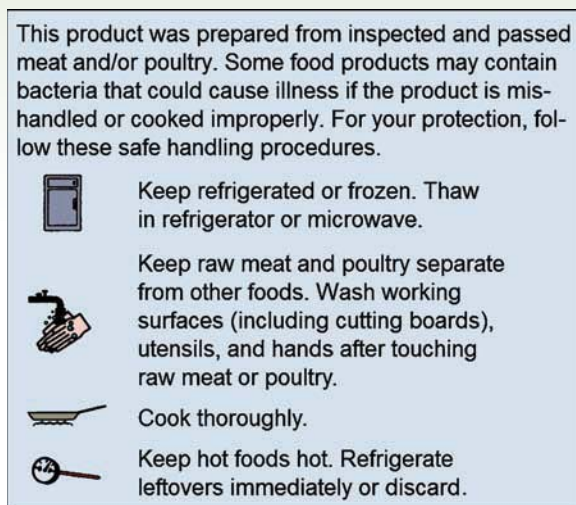 This product was prepared from inspected and passed
meat and/or poultry. Some food products may contain
bacteria that could cause illness if the product is mis-
handled or cooked improperly. For your protection, fol-
low these safe handling procedures.
Keep refrigerated or frozen. Thaw
in refrigerator or microwave.
Keep raw meat and poultry separate
from other foods. Wash working
surfaces (including cutting boards),
utensils, and hands after touching
raw meat or poultry.
Cook thoroughly.
Keep hot foods hot. Refrigerate
leftovers immediately or discard.